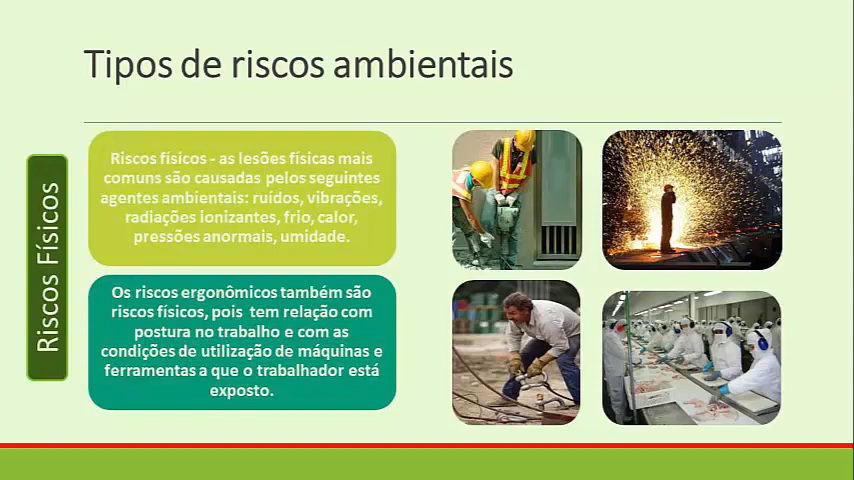 Tipos de riscos ambientais
Riscos Físicos
Riscos físicos - as lesões físicas mais
comuns são causadas pelos seguintes
agentes ambientais: ruídos, vibrações,
radiações ionizantes, frio, calor,
pressões anormais, umidade.
Os riscos ergonômicos também são
riscos físicos, pois tem relação com
postura no trabalho e com as
condições de utilização de máquinas e
ferramentas a que o trabalhador está
exposto.